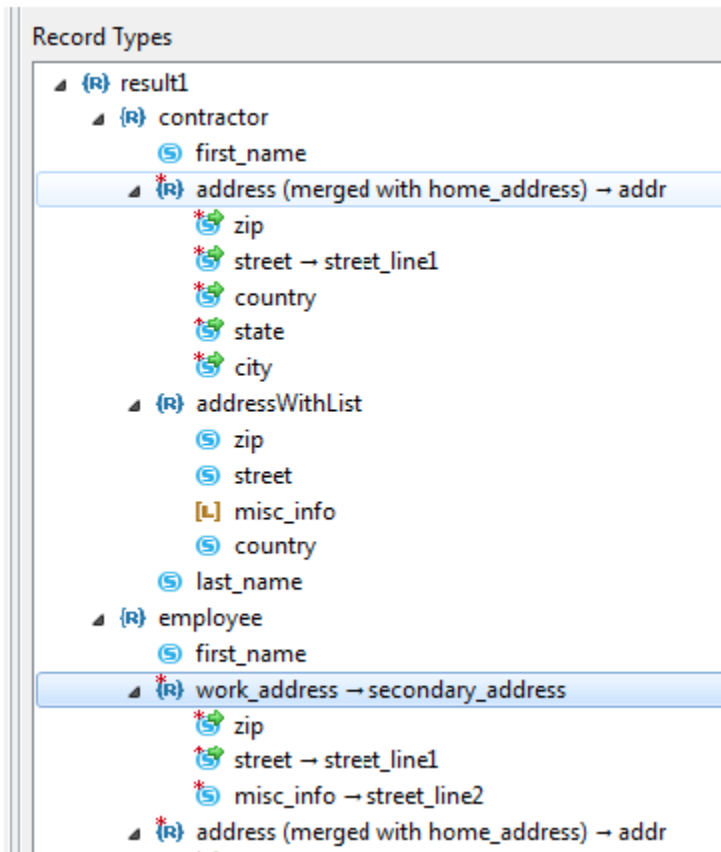 Record Types
{R} result1
{R} contractor
S first_name
*{R} address (merged with home_address) → addr
*S zip
*S street → street_line1
*S country
*S state
*S city
{R} addressWithList
S zip
S street
[L] misc_info
S country
S last_name
{R} employee
S first_name
*{R} work_address → secondary_address
*S zip
*S street → street_line1
*S misc_info → street_line2
*{R} address (merged with home_address) → addr